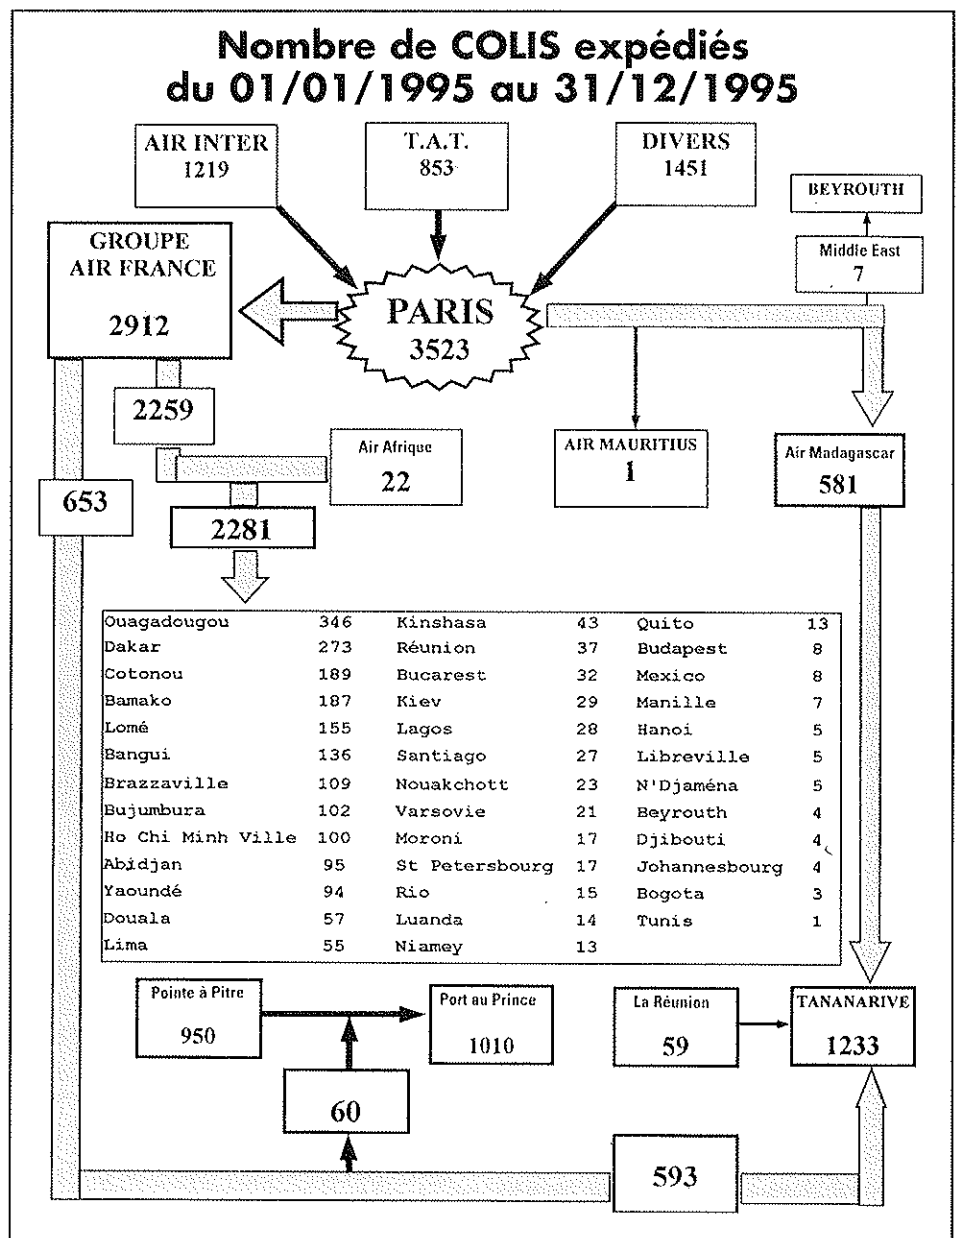 Nombre de COLIS expédiés
du 01/01/1995 au 31/12/1995
AIR INTER
1219
T.A.T.
853
DIVERS
1451
BEYROUTH
Middle East
7
GROUPE
AIR FRANCE
2912
PARIS
3523
2259
Air Afrique
22
AIR MAURITIUS
1
Air Madagascar
581
653
2281
Ouagadougou 346 Kinshasa 43 Quito 13
Dakar 273 Réunion 37 Budapest 8
Cotonou 189 Bucarest 32 Mexico 8
Bamako 187 Kiev 29 Manille 7
Lomé 155 Lagos 28 Hanoi 5
Bangui 136 Santiago 27 Libreville 5
Brazzaville 109 Nouakchott 23 N'Djaména 5
Bujumbura 102 Varsovie 21 Beyrouth 4
Ho Chi Minh Ville 100 Moroni 17 Djibouti 4
Abidjan 95 St Petersbourg 17 Johannesbourg 4
Yaoundé 94 Rio 15 Bogota 3
Douala 57 Luanda 14 Tunis 1
Lima 55 Niamey 13
Pointe à Pitre
950
Port au Prince
1010
La Réunion
59
TANANARIVE
1233
60
593